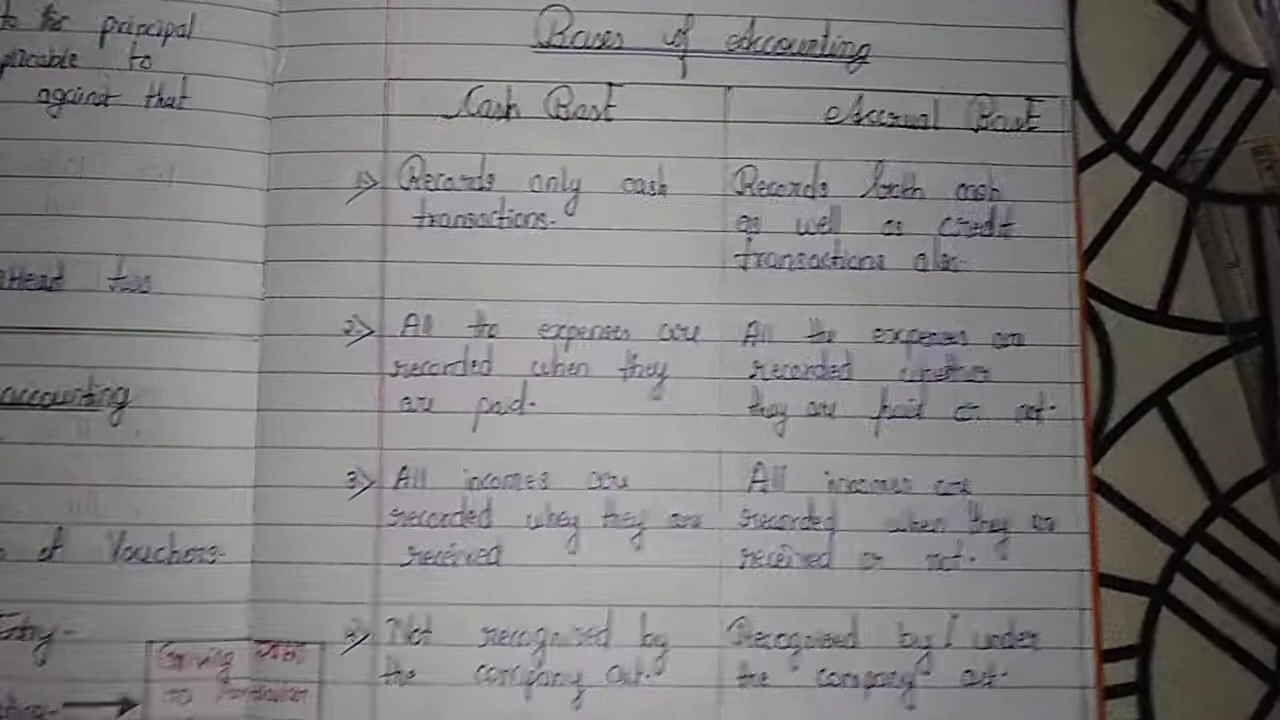 to the principal
to
against that
accounting
of Vouchers-
Entry-
Bases of Accounting
Cash Basis
Accrual Basis
1> Records only cash
transactions.
Records both cash
as well as credit
transactions also
2> All the expenses are
recorded when they
are paid.
All the expenses are
recorded whether
they are paid or not.
3> All incomes are
recorded whey they are
received
All incomes are
recorded when they are
received or not.
4> Not recognised by
the company act.
Recognised by/under
the "company" act.